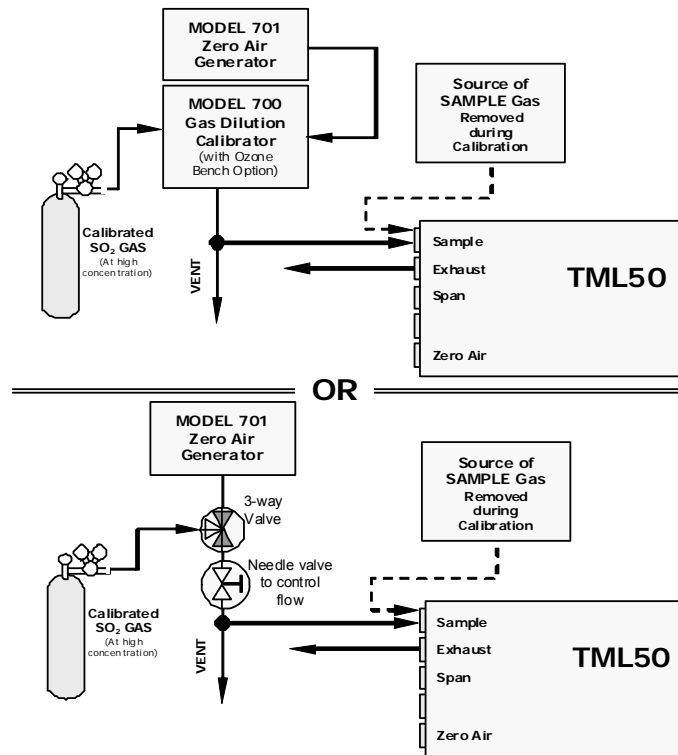 MODEL 701
Zero Air
Generator
MODEL 700
Gas Dilution
Calibrator
(with Ozone
Bench Option)
Source of
SAMPLE Gas
Removed
during
Calibration
Calibrated
SO₂ GAS
(At high
concentration)
VENT
Sample
Exhaust
Span
Zero Air
TML50
OR
MODEL 701
Zero Air
Generator
3-way
Valve
Needle valve
to control
flow
Source of
SAMPLE Gas
Removed
during
Calibration
Calibrated
SO₂ GAS
(At high
concentration)
VENT
Sample
Exhaust
Span
Zero Air
TML50